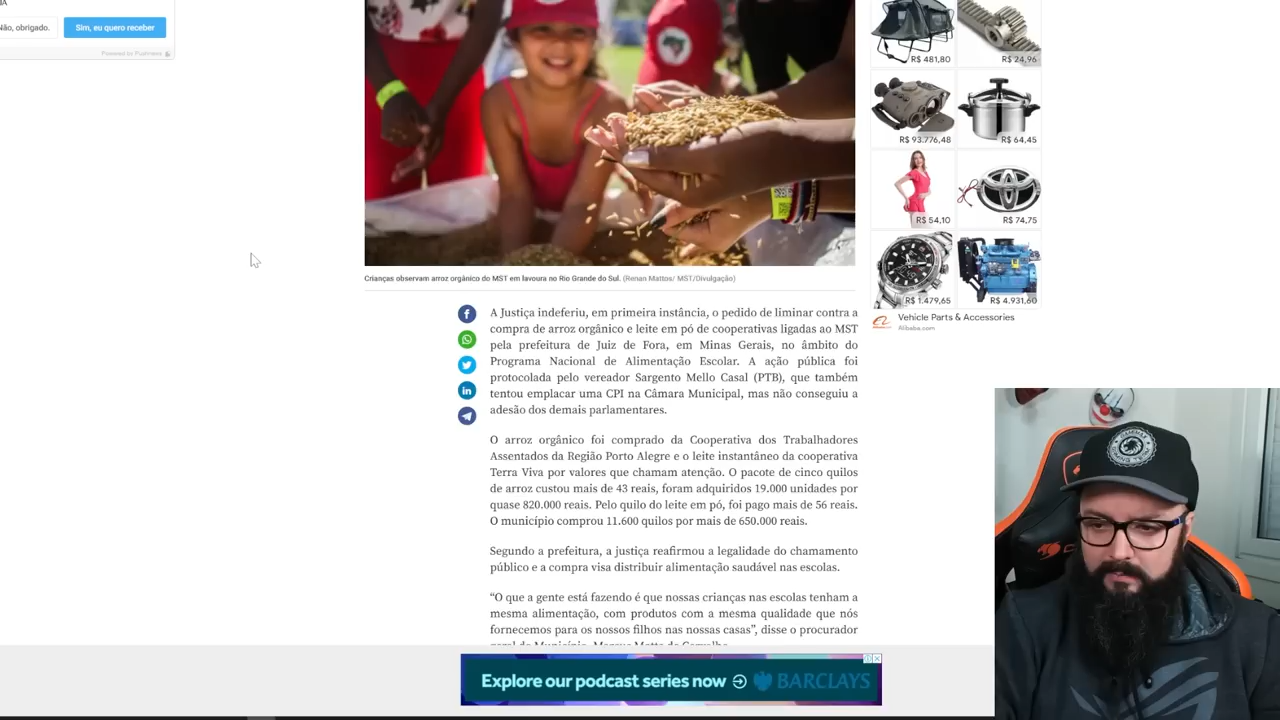 Não, obrigado.
Sim, eu quero receber
R$ 481,80
R$ 24,96
R$ 93.776,48
R$ 64,45
R$ 54,10
R$ 74,75
R$ 1.479,65
R$ 4.931,60
Vehicle Parts & Accessories
Alibaba.com
Crianças observam arroz orgânico do MST em lavoura no Rio Grande do Sul. (Renan Mattos/ MST/Divulgação)
A Justiça indeferiu, em primeira instância, o pedido de liminar contra a
compra de arroz orgânico e leite em pó de cooperativas ligadas ao MST
pela prefeitura de Juiz de Fora, em Minas Gerais, no âmbito do
Programa Nacional de Alimentação Escolar. A ação pública foi
protocolada pelo vereador Sargento Mello Casal (PTB), que também
tentou emplacar uma CPI na Câmara Municipal, mas não conseguiu a
adesão dos demais parlamentares.
O arroz orgânico foi comprado da Cooperativa dos Trabalhadores
Assentados da Região Porto Alegre e o leite instantâneo da cooperativa
Terra Viva por valores que chamam atenção. O pacote de cinco quilos
de arroz custou mais de 43 reais, foram adquiridos 19.000 unidades por
quase 820.000 reais. Pelo quilo do leite em pó, foi pago mais de 56 reais.
O município comprou 11.600 quilos por mais de 650.000 reais.
Segundo a prefeitura, a justiça reafirmou a legalidade do chamamento
público e a compra visa distribuir alimentação saudável nas escolas.
“O que a gente está fazendo é que nossas crianças nas escolas tenham a
mesma alimentação, com produtos com a mesma qualidade que nós
fornecemos para os nossos filhos nas nossas casas”, disse o procurador
Explore our podcast series now
BARCLAYS